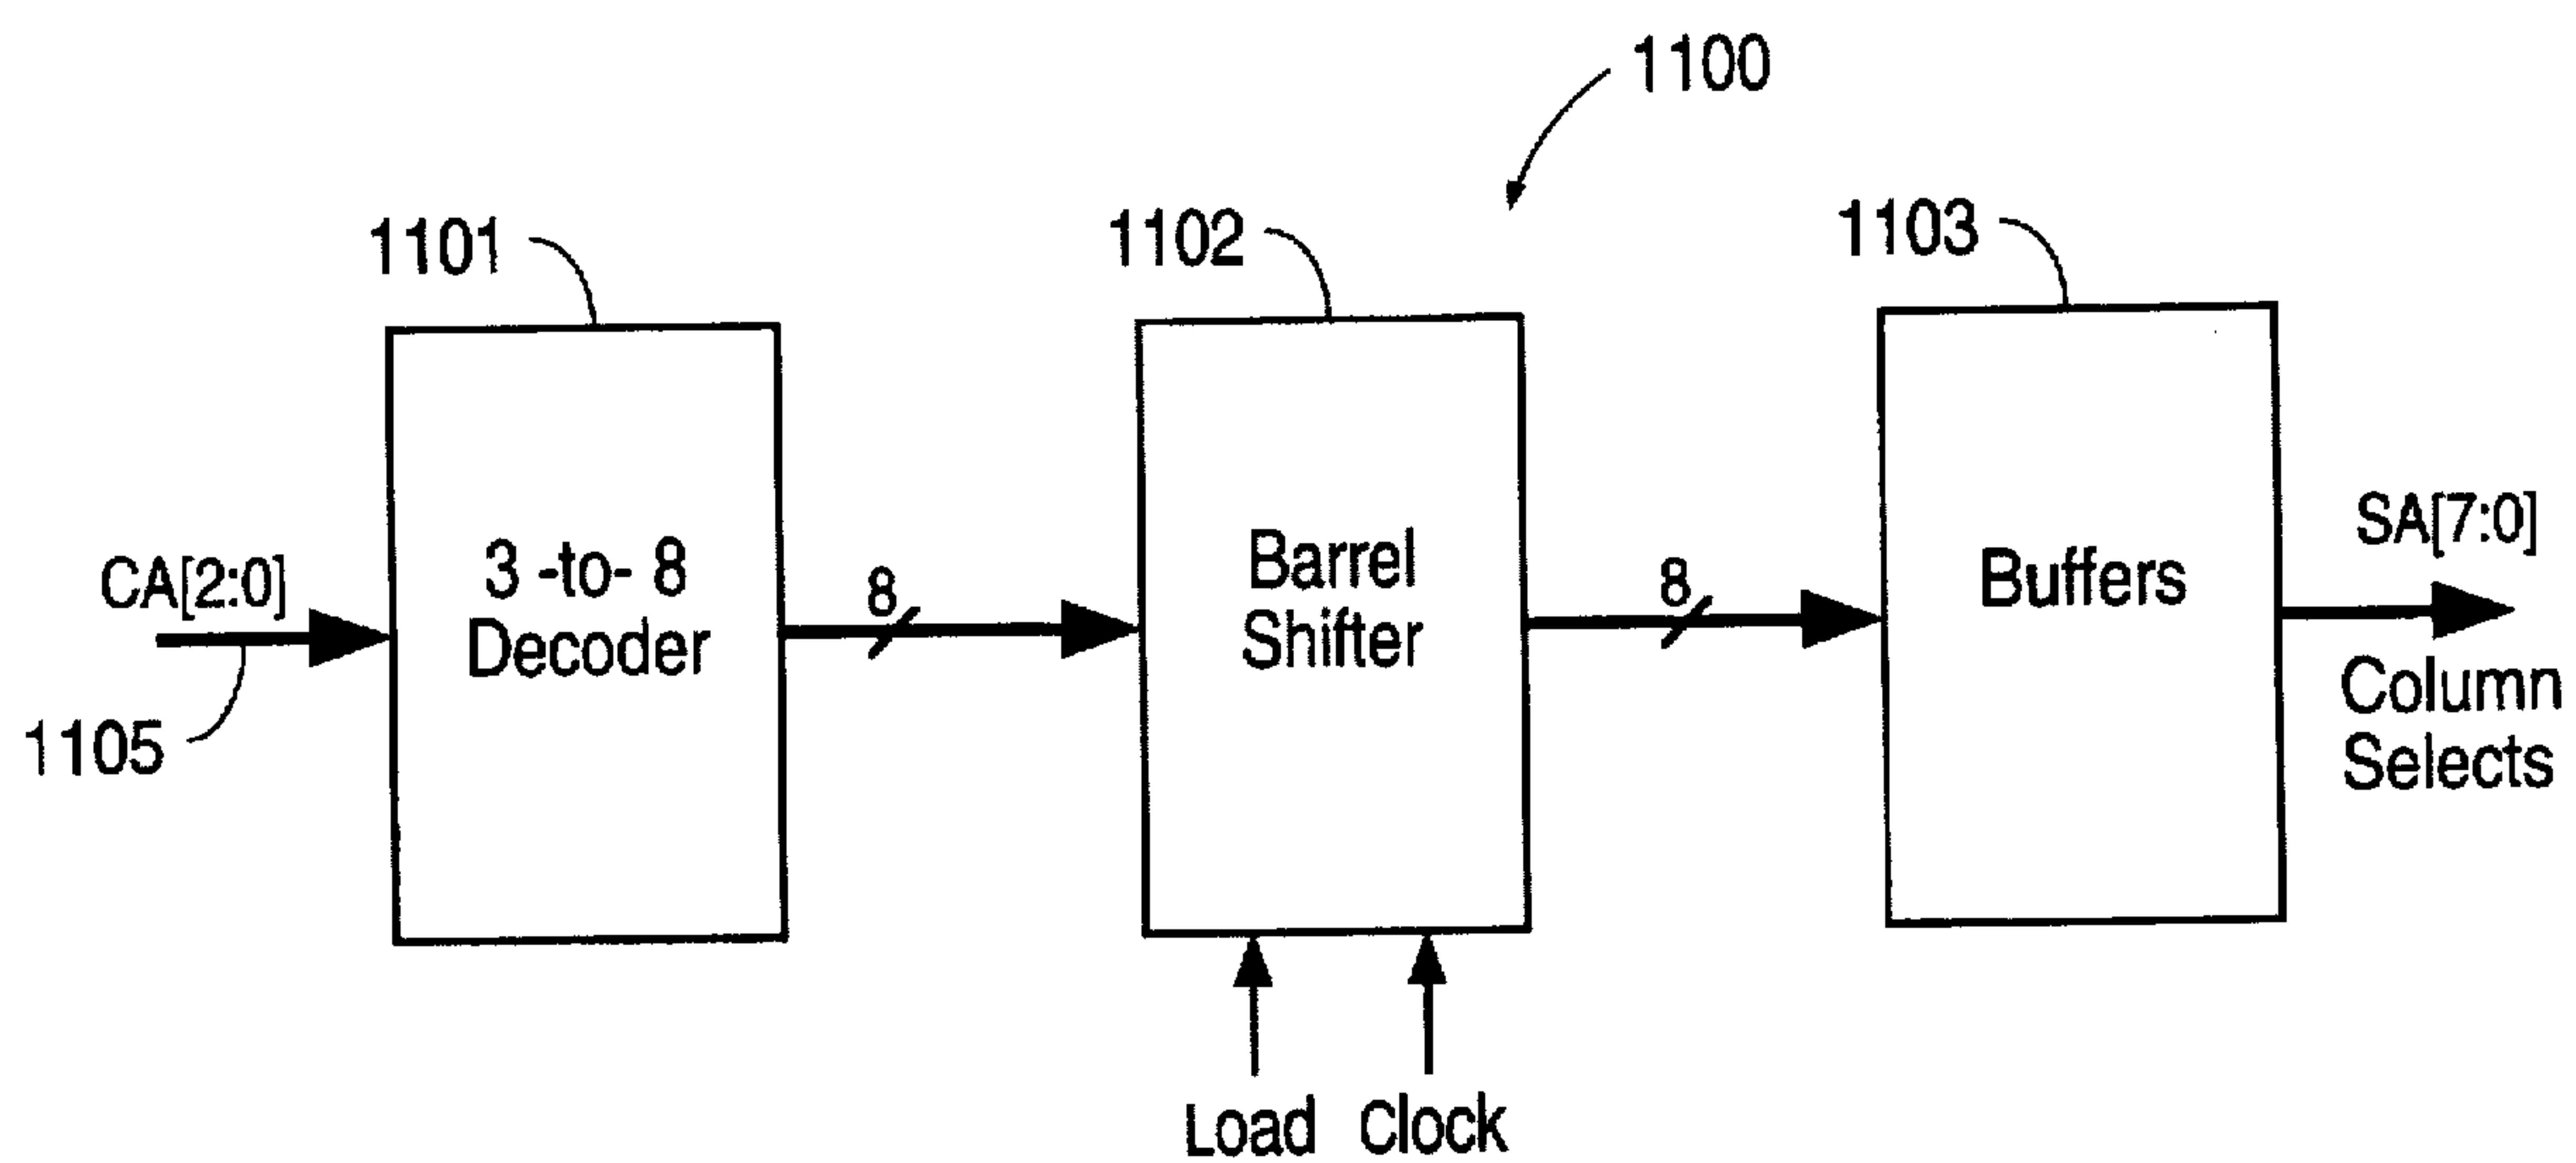 1100
1101
1102
1103
CA[2:0]
1105
3 -to- 8
Decoder
8
Barrel
Shifter
8
Buffers
SA[7:0]
Column
Selects
Load Clock